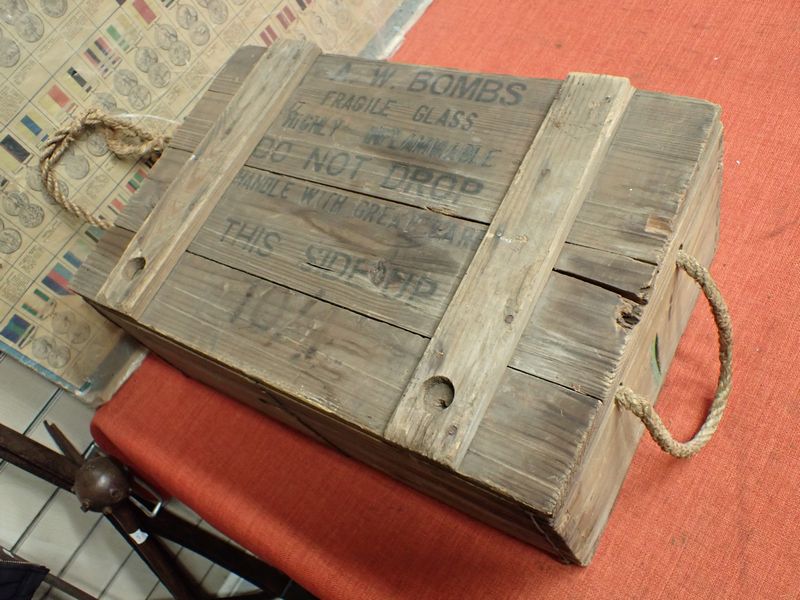 A. W. BOMBS
FRAGILE GLASS
HIGHLY INFLAMMABLE
DO NOT DROP
HANDLE WITH GREAT CARE
THIS SIDE UP